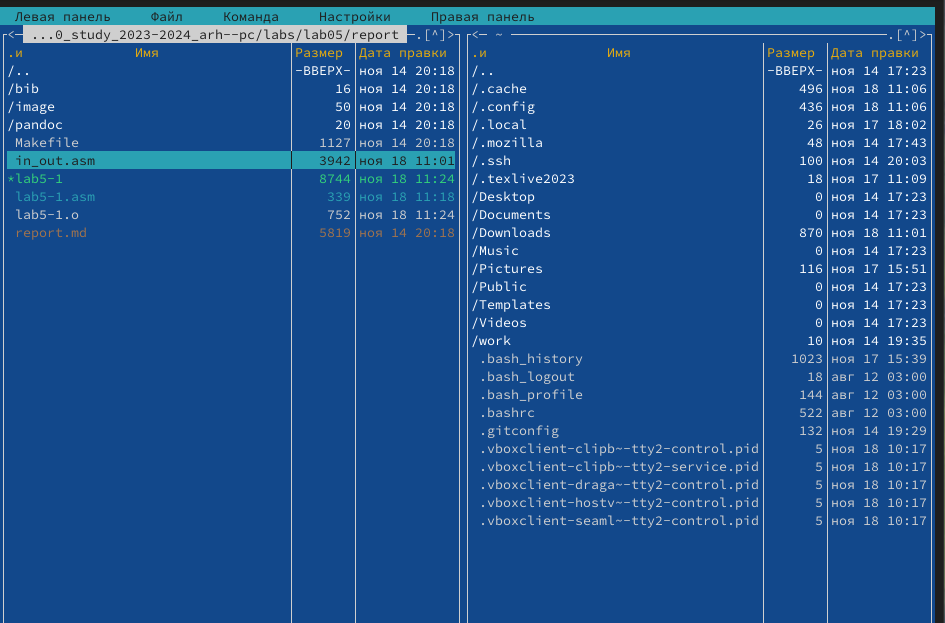 Левая панель Файл Команда Настройки Правая панель
<─ ...0_study_2023-2024_arh--pc/labs/lab05/report ─.[^]>
.и Имя Размер Дата правки
/.. -ВВЕРХ- ноя 14 20:18
/bib 16 ноя 14 20:18
/image 50 ноя 14 20:18
/pandoc 20 ноя 14 20:18
Makefile 1127 ноя 14 20:18
in_out.asm 3942 ноя 18 11:01
*lab5-1 8744 ноя 18 11:24
lab5-1.asm 339 ноя 18 11:18
lab5-1.o 752 ноя 18 11:24
report.md 5819 ноя 14 20:18
<─ ~ ─.[^]>
.и Имя Размер Дата правки
/.. -ВВЕРХ- ноя 14 17:23
/.cache 496 ноя 18 11:06
/.config 436 ноя 18 11:06
/.local 26 ноя 17 18:02
/.mozilla 48 ноя 14 17:43
/.ssh 100 ноя 14 20:03
/.texlive2023 18 ноя 17 11:09
/Desktop 0 ноя 14 17:23
/Documents 0 ноя 14 17:23
/Downloads 870 ноя 18 11:01
/Music 0 ноя 14 17:23
/Pictures 116 ноя 17 15:51
/Public 0 ноя 14 17:23
/Templates 0 ноя 14 17:23
/Videos 0 ноя 14 17:23
/work 10 ноя 14 19:35
.bash_history 1023 ноя 17 15:39
.bash_logout 18 авг 12 03:00
.bash_profile 144 авг 12 03:00
.bashrc 522 авг 12 03:00
.gitconfig 132 ноя 14 19:29
.vboxclient-clipb~-tty2-control.pid 5 ноя 18 10:17
.vboxclient-clipb~-tty2-service.pid 5 ноя 18 10:17
.vboxclient-draga~-tty2-control.pid 5 ноя 18 10:17
.vboxclient-hostv~-tty2-control.pid 5 ноя 18 10:17
.vboxclient-seaml~-tty2-control.pid 5 ноя 18 10:17